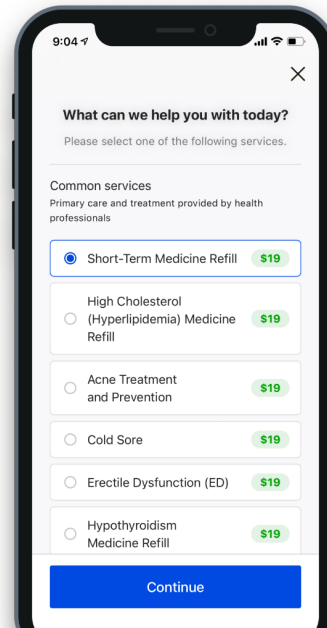 9:04
What can we help you with today?
Please select one of the following services.
Common services
Primary care and treatment provided by health
professionals
Short-Term Medicine Refill $19
High Cholesterol
(Hyperlipidemia) Medicine $19
Refill
Acne Treatment
and Prevention $19
Cold Sore $19
Erectile Dysfunction (ED) $19
Hypothyroidism
Medicine Refill $19
Continue